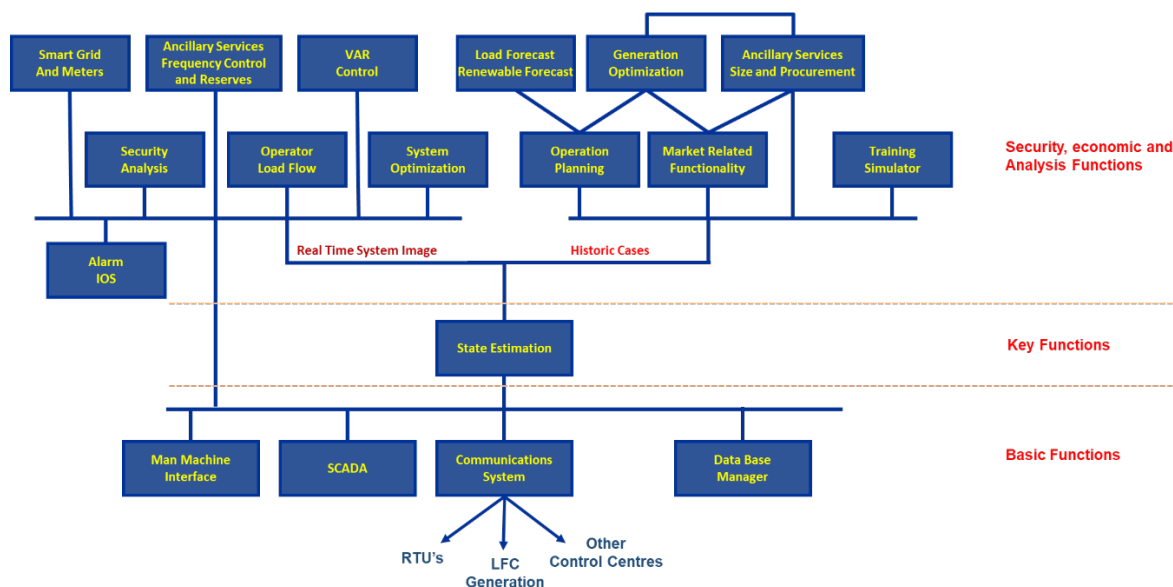 Smart Grid
And Meters
Ancillary Services
Frequency Control
and Reserves
VAR
Control
Load Forecast
Renewable Forecast
Generation
Optimization
Ancillary Services
Size and Procurement
Security
Analysis
Operator
Load Flow
System
Optimization
Operation
Planning
Market Related
Functionality
Training
Simulator
Security, economic and
Analysis Functions
Alarm
IOS
Real Time System Image
Historic Cases
State Estimation
Key Functions
Man Machine
Interface
SCADA
Communications
System
Data Base
Manager
Basic Functions
RTU's
LFC
Generation
Other
Control Centres